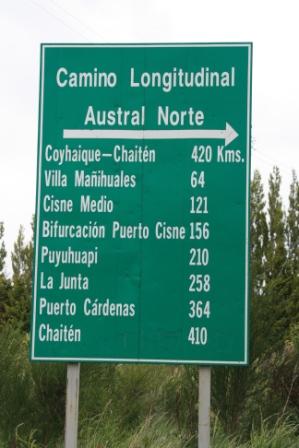 Camino Longitudinal
Austral Norte
Coyhaique–Chaitén 420 Kms.
Villa Mañihuales 64
Cisne Medio 121
Bifurcación Puerto Cisne 156
Puyuhuapi 210
La Junta 258
Puerto Cárdenas 364
Chaitén 410